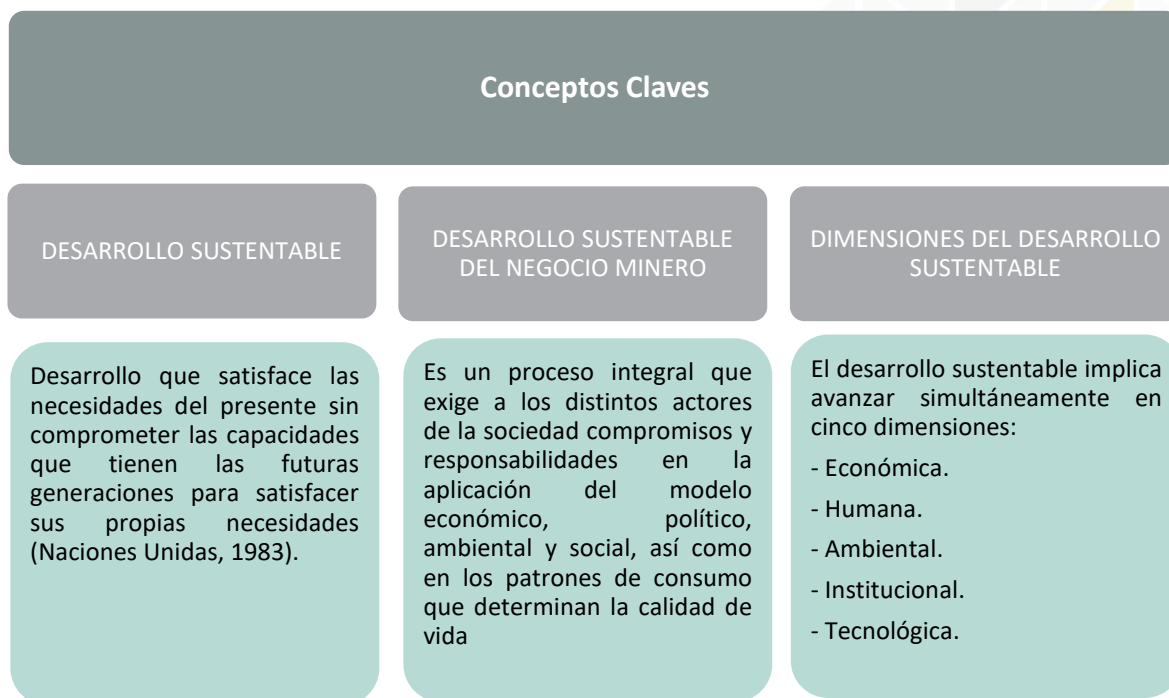 Conceptos Claves
DESARROLLO SUSTENTABLE
Desarrollo que satisface las
necesidades del presente sin
comprometer las capacidades
que tienen las futuras
generaciones para satisfacer
sus propias necesidades
(Naciones Unidas, 1983).
DESARROLLO SUSTENTABLE
DEL NEGOCIO MINERO
Es un proceso integral que
exige a los distintos actores
de la sociedad compromisos y
responsabilidades en la
aplicación del modelo
económico, político,
ambiental y social, así como
en los patrones de consumo
que determinan la calidad de
vida
DIMENSIONES DEL DESARROLLO
SUSTENTABLE
El desarrollo sustentable implica
avanzar simultáneamente en
cinco dimensiones:
- Económica.
- Humana.
- Ambiental.
- Institucional.
- Tecnológica.